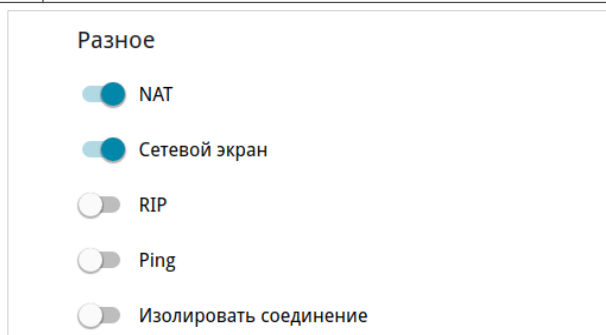 Разное
NAT
Сетевой экран
RIP
Ping
Изолировать соединение